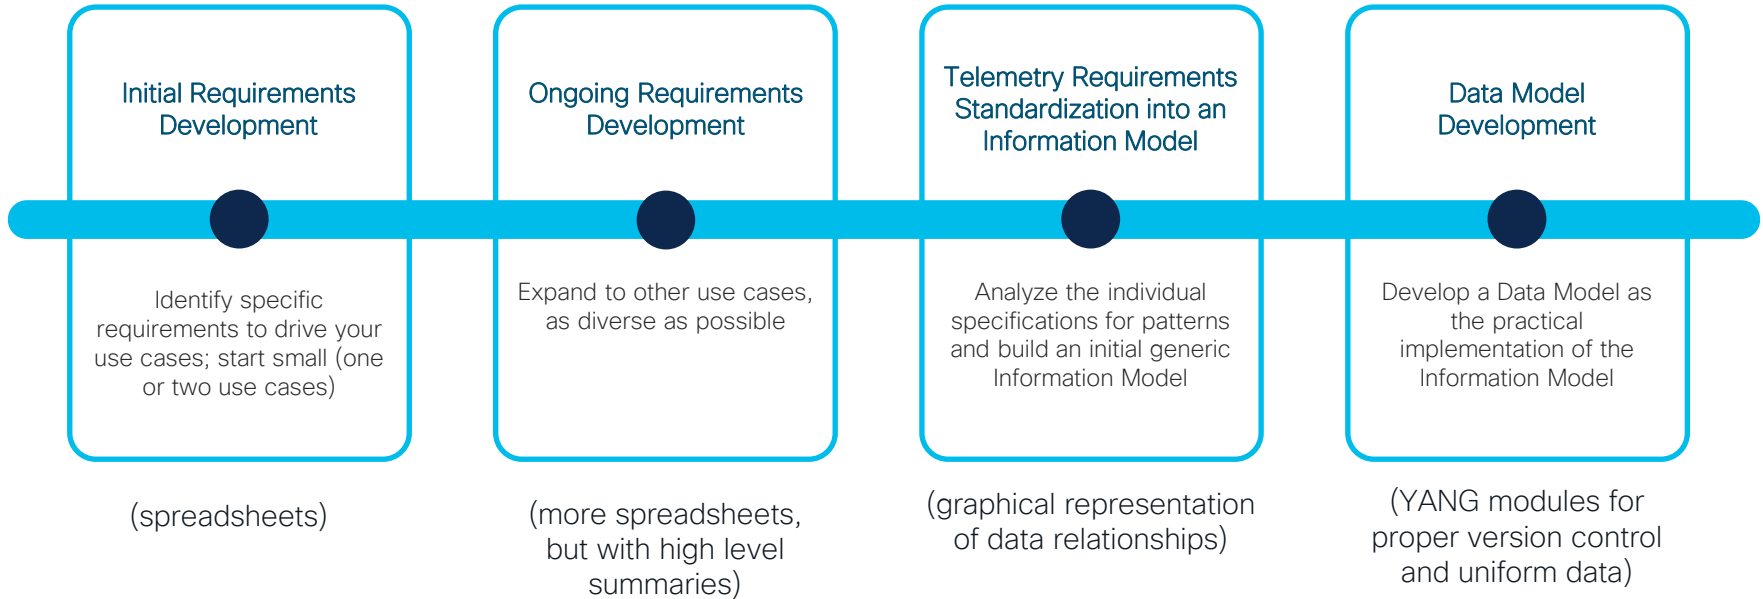 Initial Requirements
Development
Identify specific
requirements to drive your
use cases; start small (one
or two use cases)
(spreadsheets)
Ongoing Requirements
Development
Expand to other use cases,
as diverse as possible
(more spreadsheets,
but with high level
summaries)
Telemetry Requirements
Standardization into an
Information Model
Analyze the individual
specifications for patterns
and build an initial generic
Information Model
(graphical representation
of data relationships)
Data Model
Development
Develop a Data Model as
the practical
implementation of the
Information Model
(YANG modules for
proper version control
and uniform data)